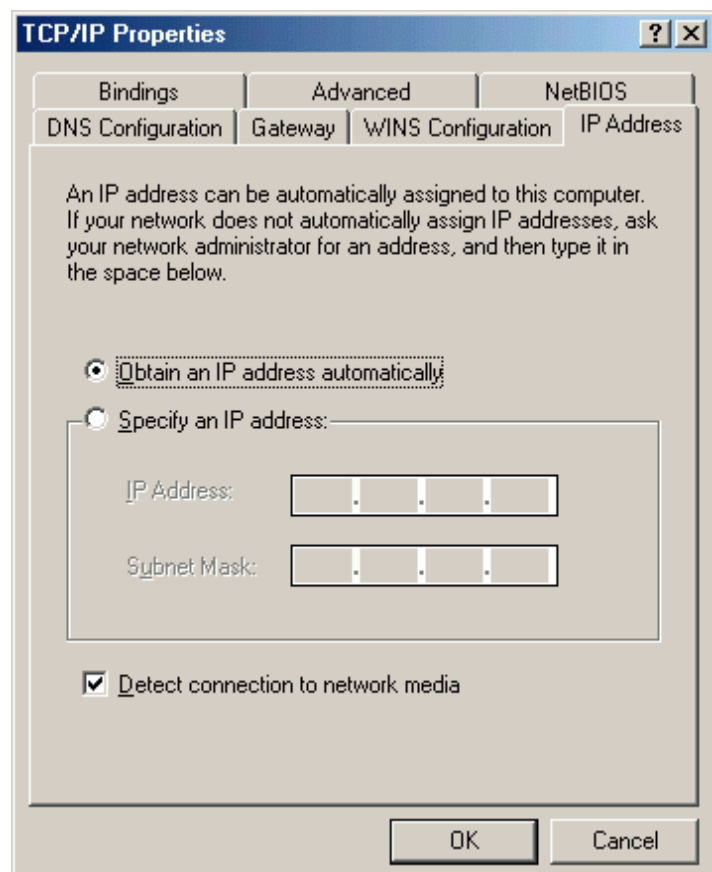 TCP/IP Properties
Bindings
Advanced
NetBIOS
DNS Configuration
Gateway
WINS Configuration
IP Address
An IP address can be automatically assigned to this computer.
If your network does not automatically assign IP addresses, ask
your network administrator for an address, and then type it in
the space below.
Obtain an IP address automatically
Specify an IP address:
IP Address:
. . .
Subnet Mask:
. . .
Detect connection to network media
OK
Cancel